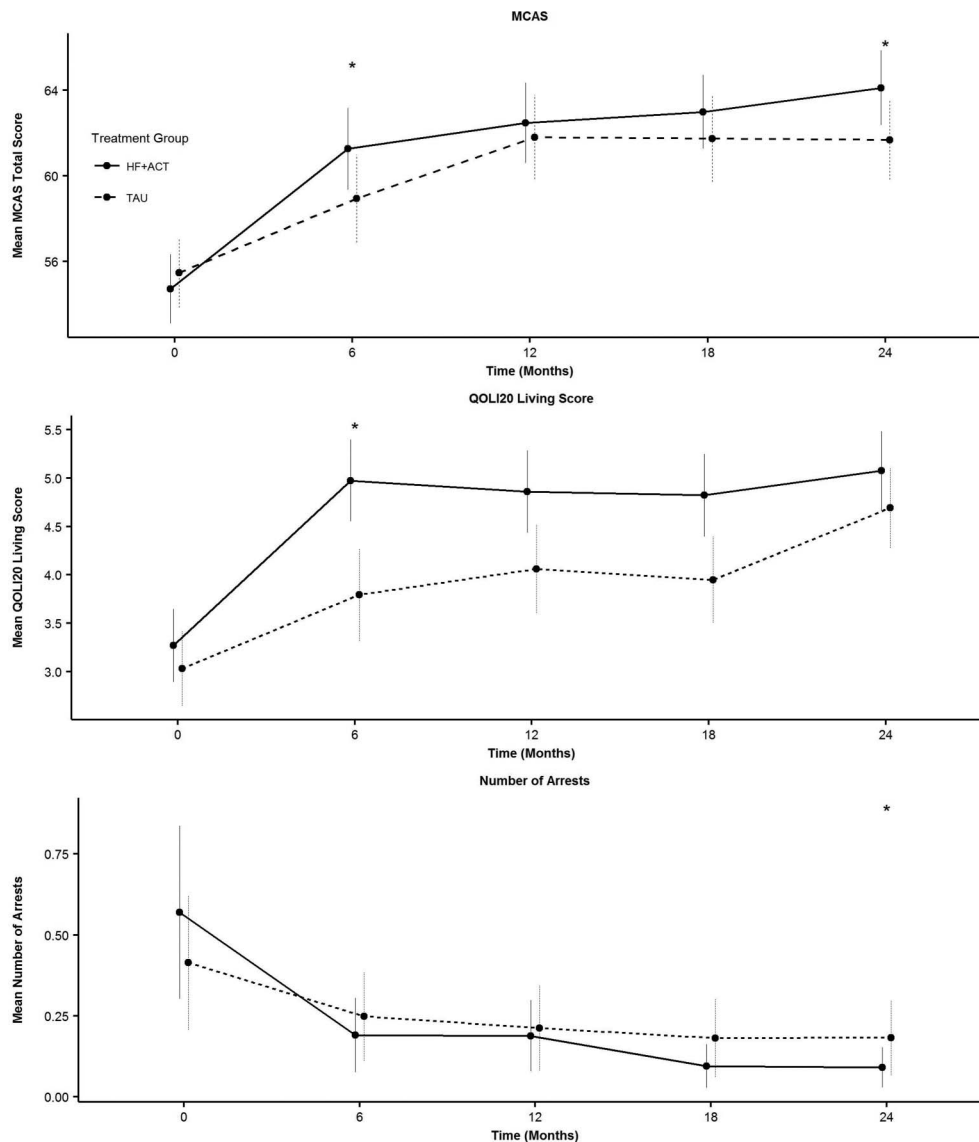 MCAS
*
*
64
60
56
Mean MCAS Total Score
Treatment Group
HF+ACT
TAU
0 6 12 18 24
Time (Months)
QOLI20 Living Score
*
5.5
5.0
4.5
4.0
3.5
3.0
Mean QOLI20 Living Score
0 6 12 18 24
Time (Months)
Number of Arrests
*
0.75
0.50
0.25
0.00
Mean Number of Arrests
0 6 12 18 24
Time (Months)